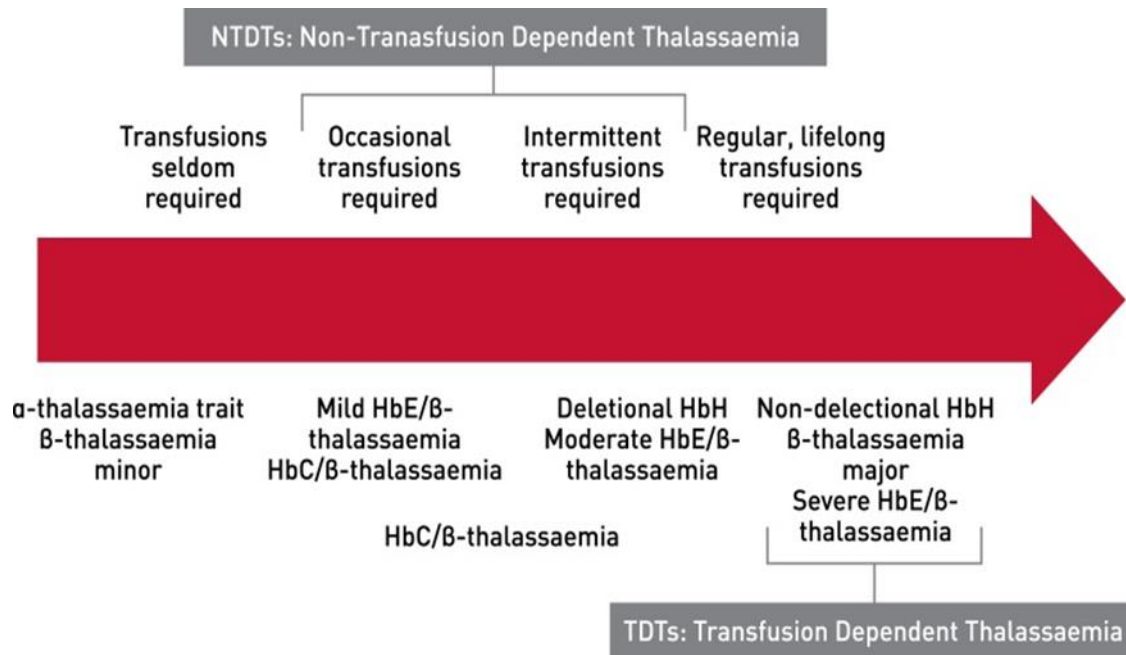 NTDTs: Non-Tranasfusion Dependent Thalassaemia
Transfusions
seldom
required
Occasional
transfusions
required
Intermittent
transfusions
required
Regular, lifelong
transfusions
required
α-thalassaemia trait
β-thalassaemia
minor
Mild HbE/β-
thalassaemia
HbC/β-thalassaemia
HbC/β-thalassaemia
Deletional HbH
Moderate HbE/β-
thalassaemia
Non-delectional HbH
β-thalassaemia
major
Severe HbE/β-
thalassaemia
TDTs: Transfusion Dependent Thalassaemia